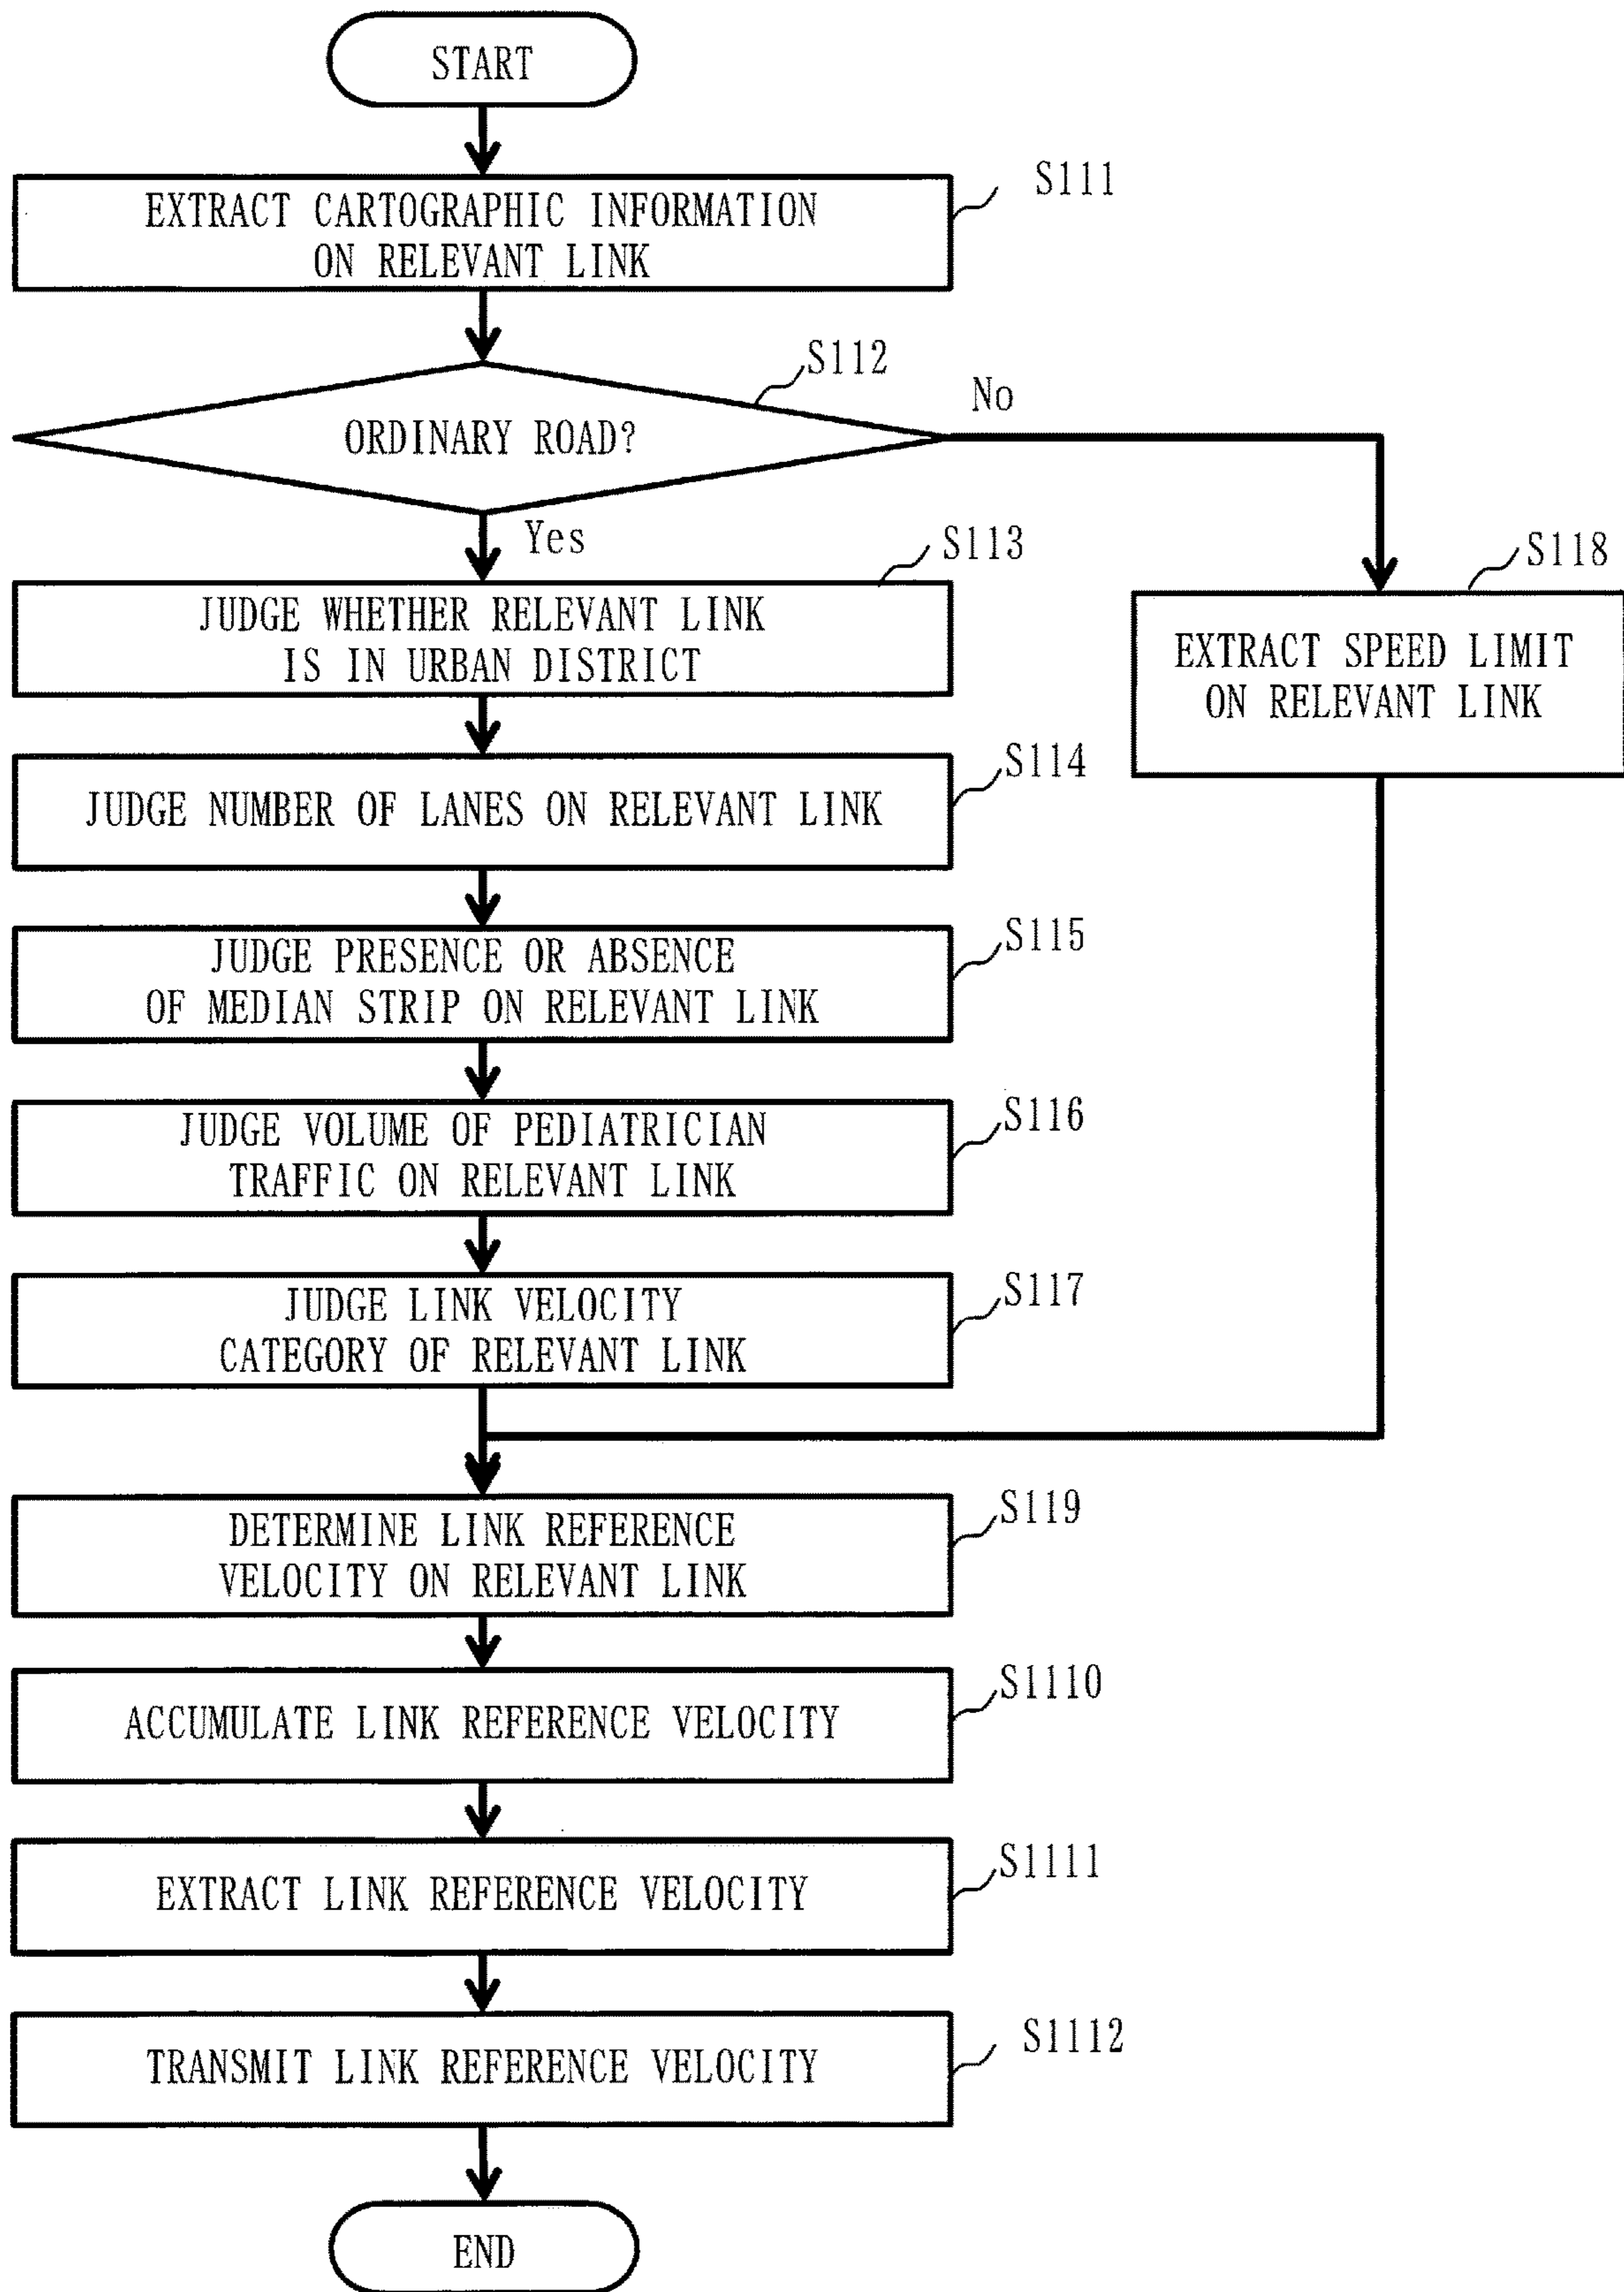 START
S111
EXTRACT CARTOGRAPHIC INFORMATION
ON RELEVANT LINK
S112
No
ORDINARY ROAD?
Yes
S113
JUDGE WHETHER RELEVANT LINK
IS IN URBAN DISTRICT
S118
EXTRACT SPEED LIMIT
ON RELEVANT LINK
S114
JUDGE NUMBER OF LANES ON RELEVANT LINK
S115
JUDGE PRESENCE OR ABSENCE
OF MEDIAN STRIP ON RELEVANT LINK
S116
JUDGE VOLUME OF PEDIATRICIAN
TRAFFIC ON RELEVANT LINK
S117
JUDGE LINK VELOCITY
CATEGORY OF RELEVANT LINK
S119
DETERMINE LINK REFERENCE
VELOCITY ON RELEVANT LINK
S1110
ACCUMULATE LINK REFERENCE VELOCITY
S1111
EXTRACT LINK REFERENCE VELOCITY
S1112
TRANSMIT LINK REFERENCE VELOCITY
END